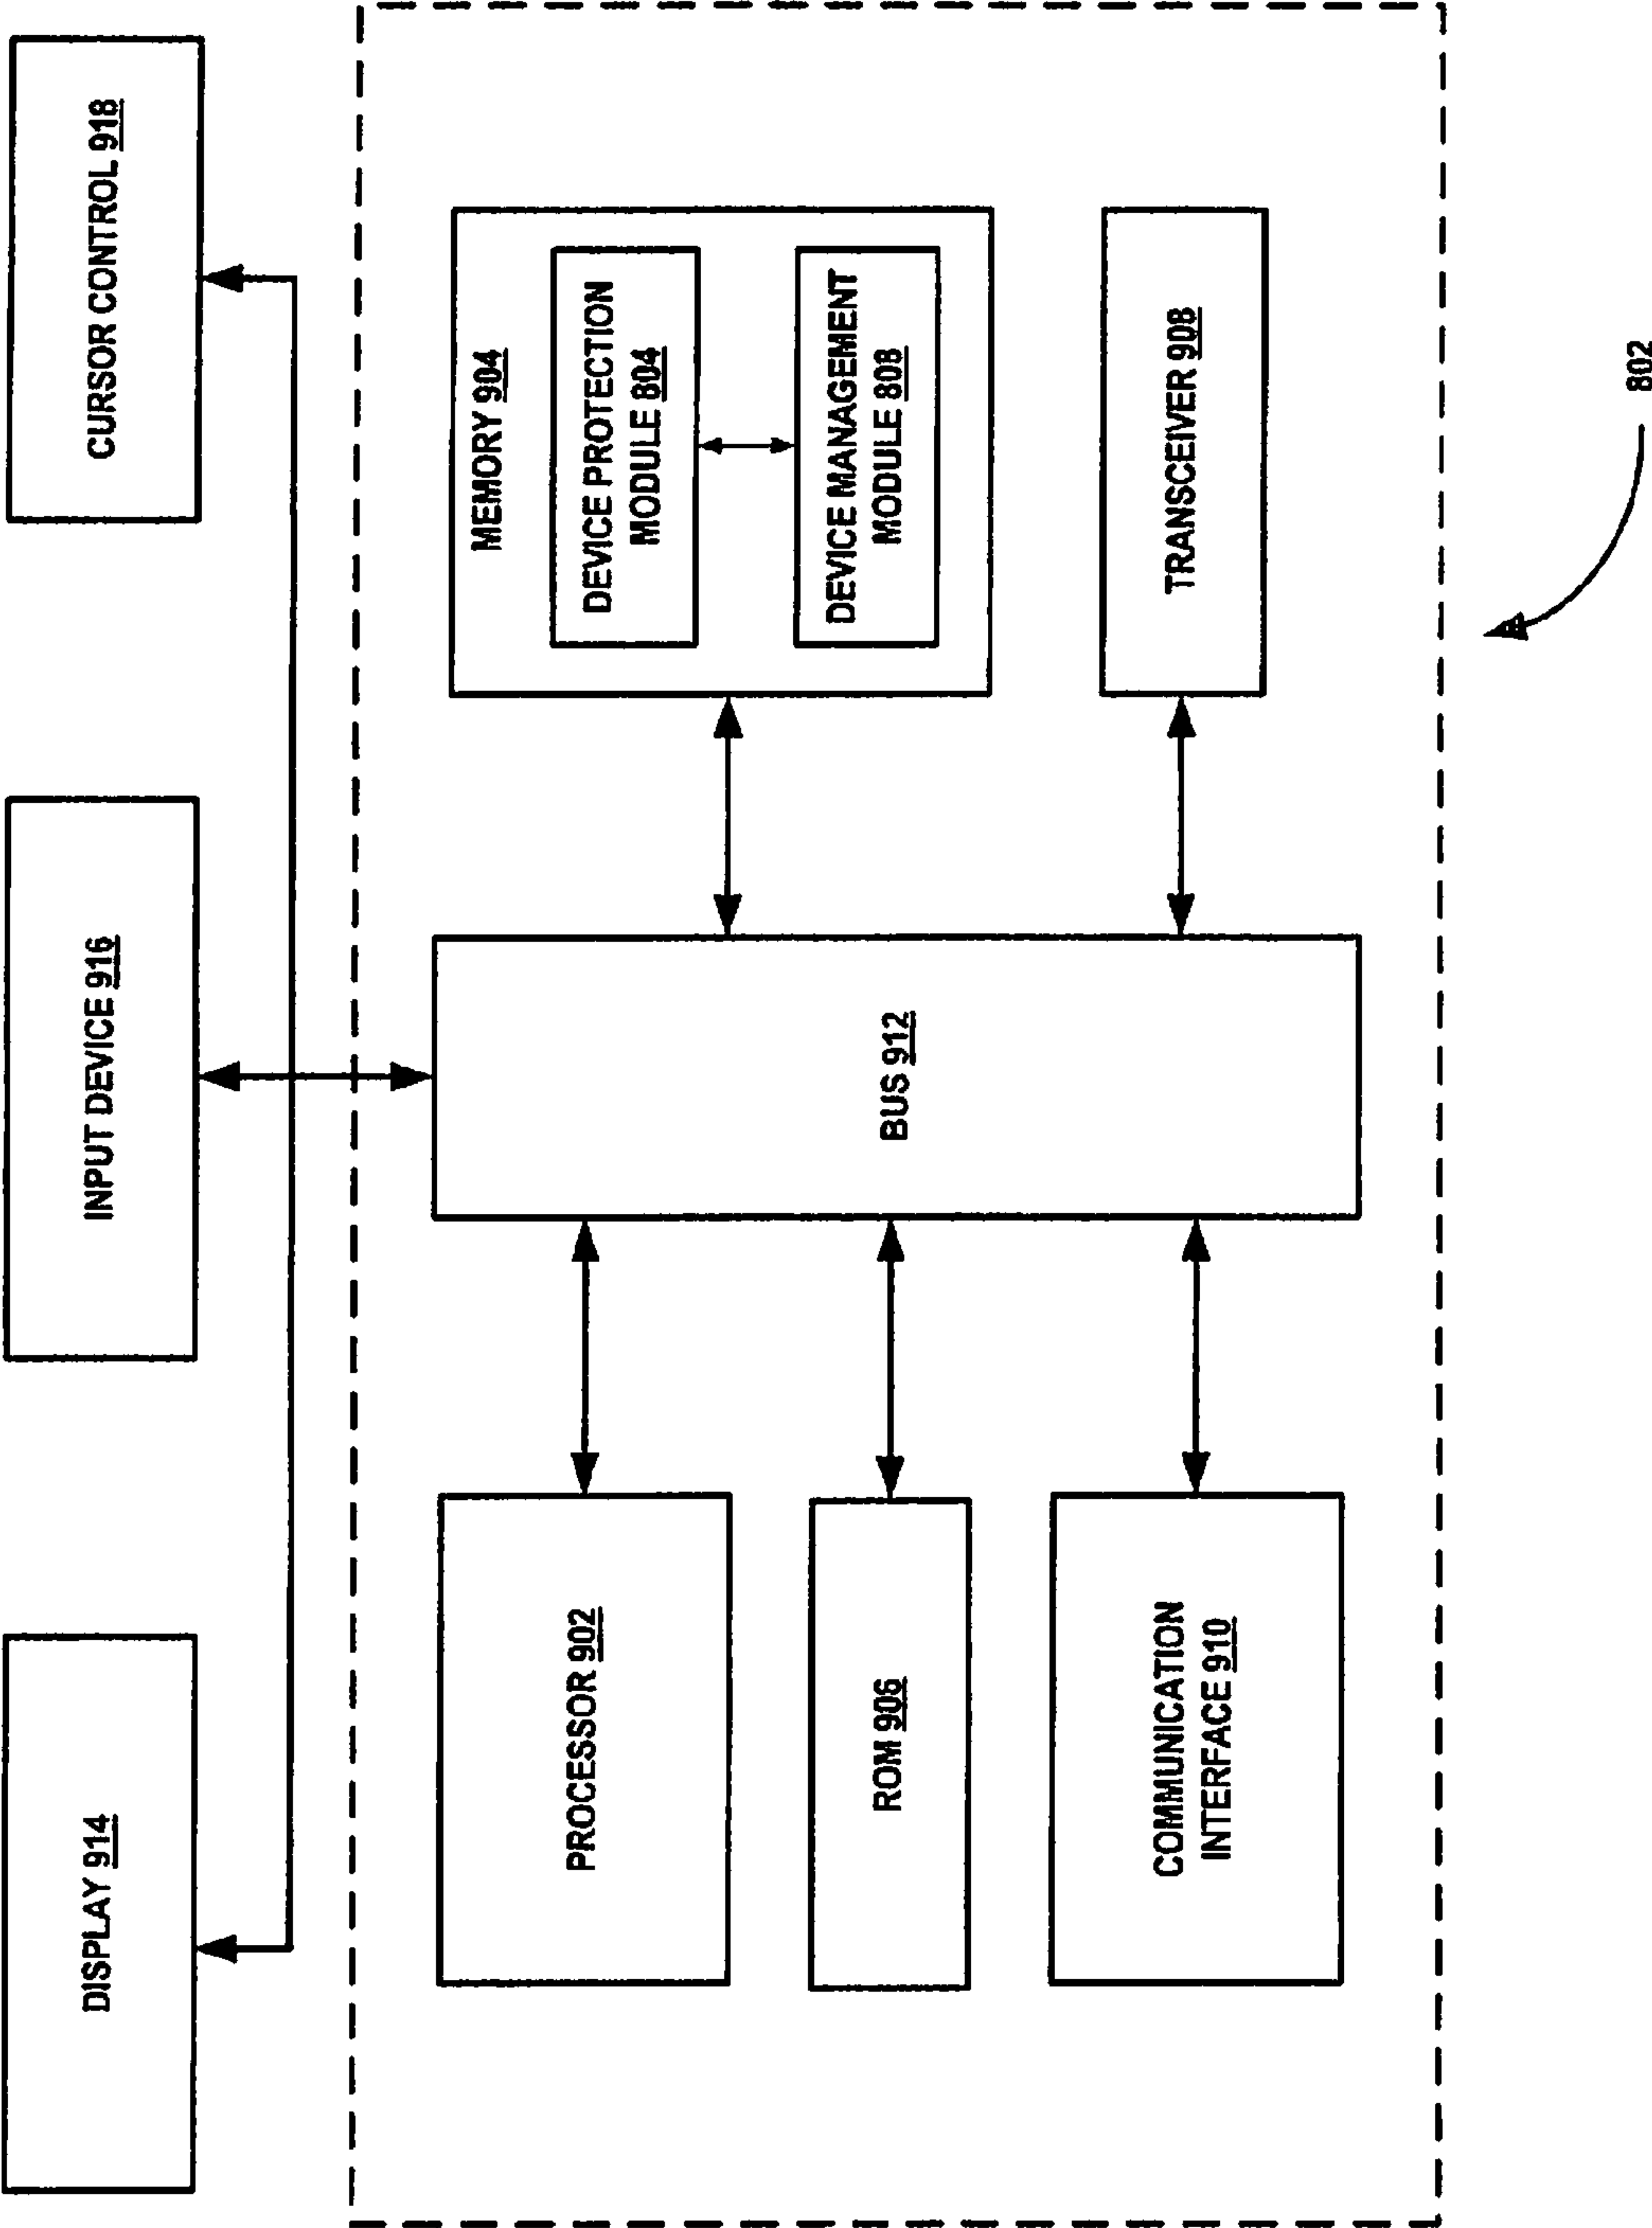 DISPLAY 914
INPUT DEVICE 916
CURSOR CONTROL 918
PROCESSOR 902
ROM 906
COMMUNICATION
INTERFACE 910
BUS 912
MEMORY 904
DEVICE PROTECTION
MODULE 804
DEVICE MANAGEMENT
MODULE 808
TRANSCEIVER 908
802